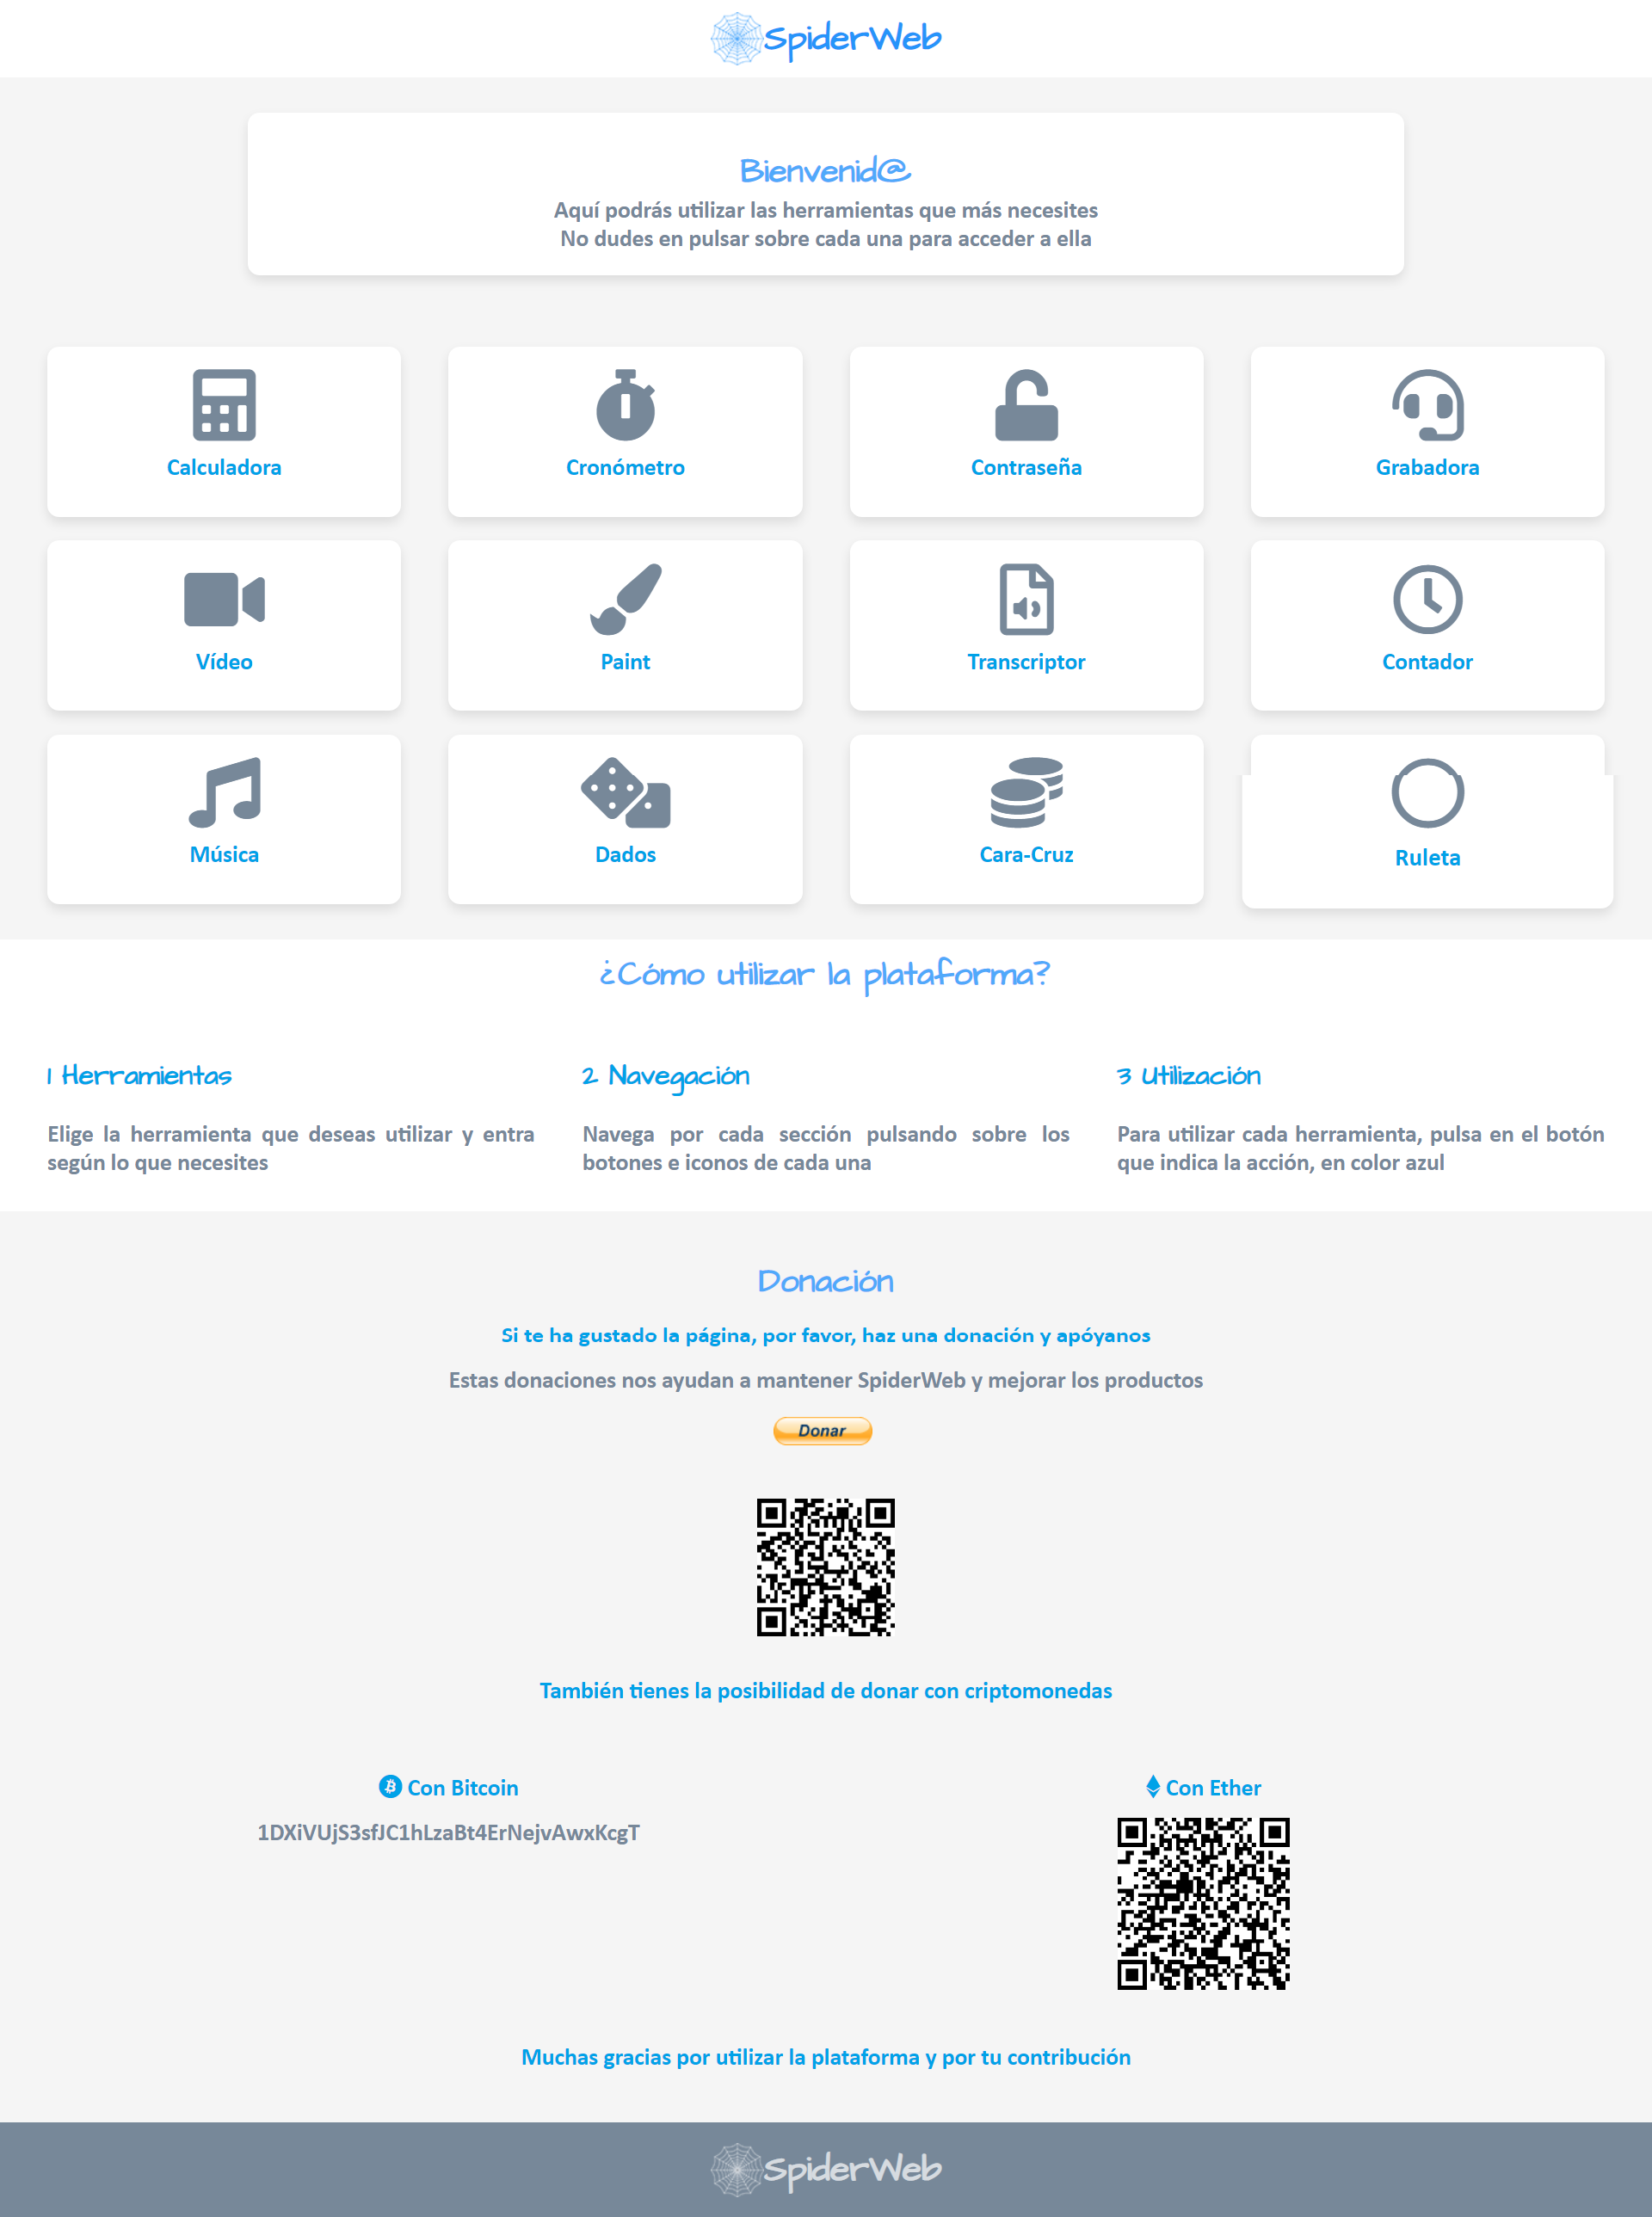 SpiderWeb
Bienvenid@
Aquí podrás utilizar las herramientas que más necesites
No dudes en pulsar sobre cada una para acceder a ella
Calculadora
Cronómetro
Contraseña
Grabadora
Vídeo
Paint
Transcriptor
Contador
Música
Dados
Cara-Cruz
Ruleta
¿Cómo utilizar la plataforma?
1 Herramientas
Elige la herramienta que deseas utilizar y entra
según lo que necesites
2 Navegación
Navega por cada sección pulsando sobre los
botones e iconos de cada una
3 Utilización
Para utilizar cada herramienta, pulsa en el botón
que indica la acción, en color azul
Donación
Si te ha gustado la página, por favor, haz una donación y apóyanos
Estas donaciones nos ayudan a mantener SpiderWeb y mejorar los productos
Donar
También tienes la posibilidad de donar con criptomonedas
Con Bitcoin
1DXiVUjS3sfJC1hLzaBt4ErNejvAwxKcgT
Con Ether
Muchas gracias por utilizar la plataforma y por tu contribución
SpiderWeb